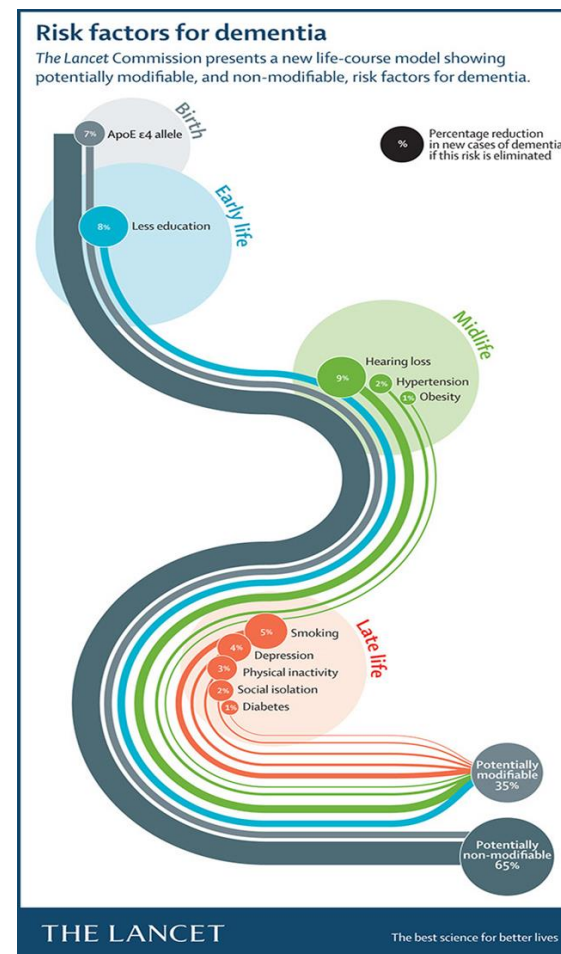 Risk factors for dementia
The Lancet Commission presents a new life-course model showing
potentially modifiable, and non-modifiable, risk factors for dementia.
Birth
7%
ApoE ε4 allele
%
Percentage reduction
in new cases of dementia
if this risk is eliminated
Early life
8%
Less education
Midlife
Hearing loss
9%
2%
Hypertension
1%
Obesity
Late life
5%
Smoking
4%
Depression
3%
Physical inactivity
2%
Social isolation
1%
Diabetes
Potentially
modifiable
35%
Potentially
non-modifiable
65%
THE LANCET
The best science for better lives